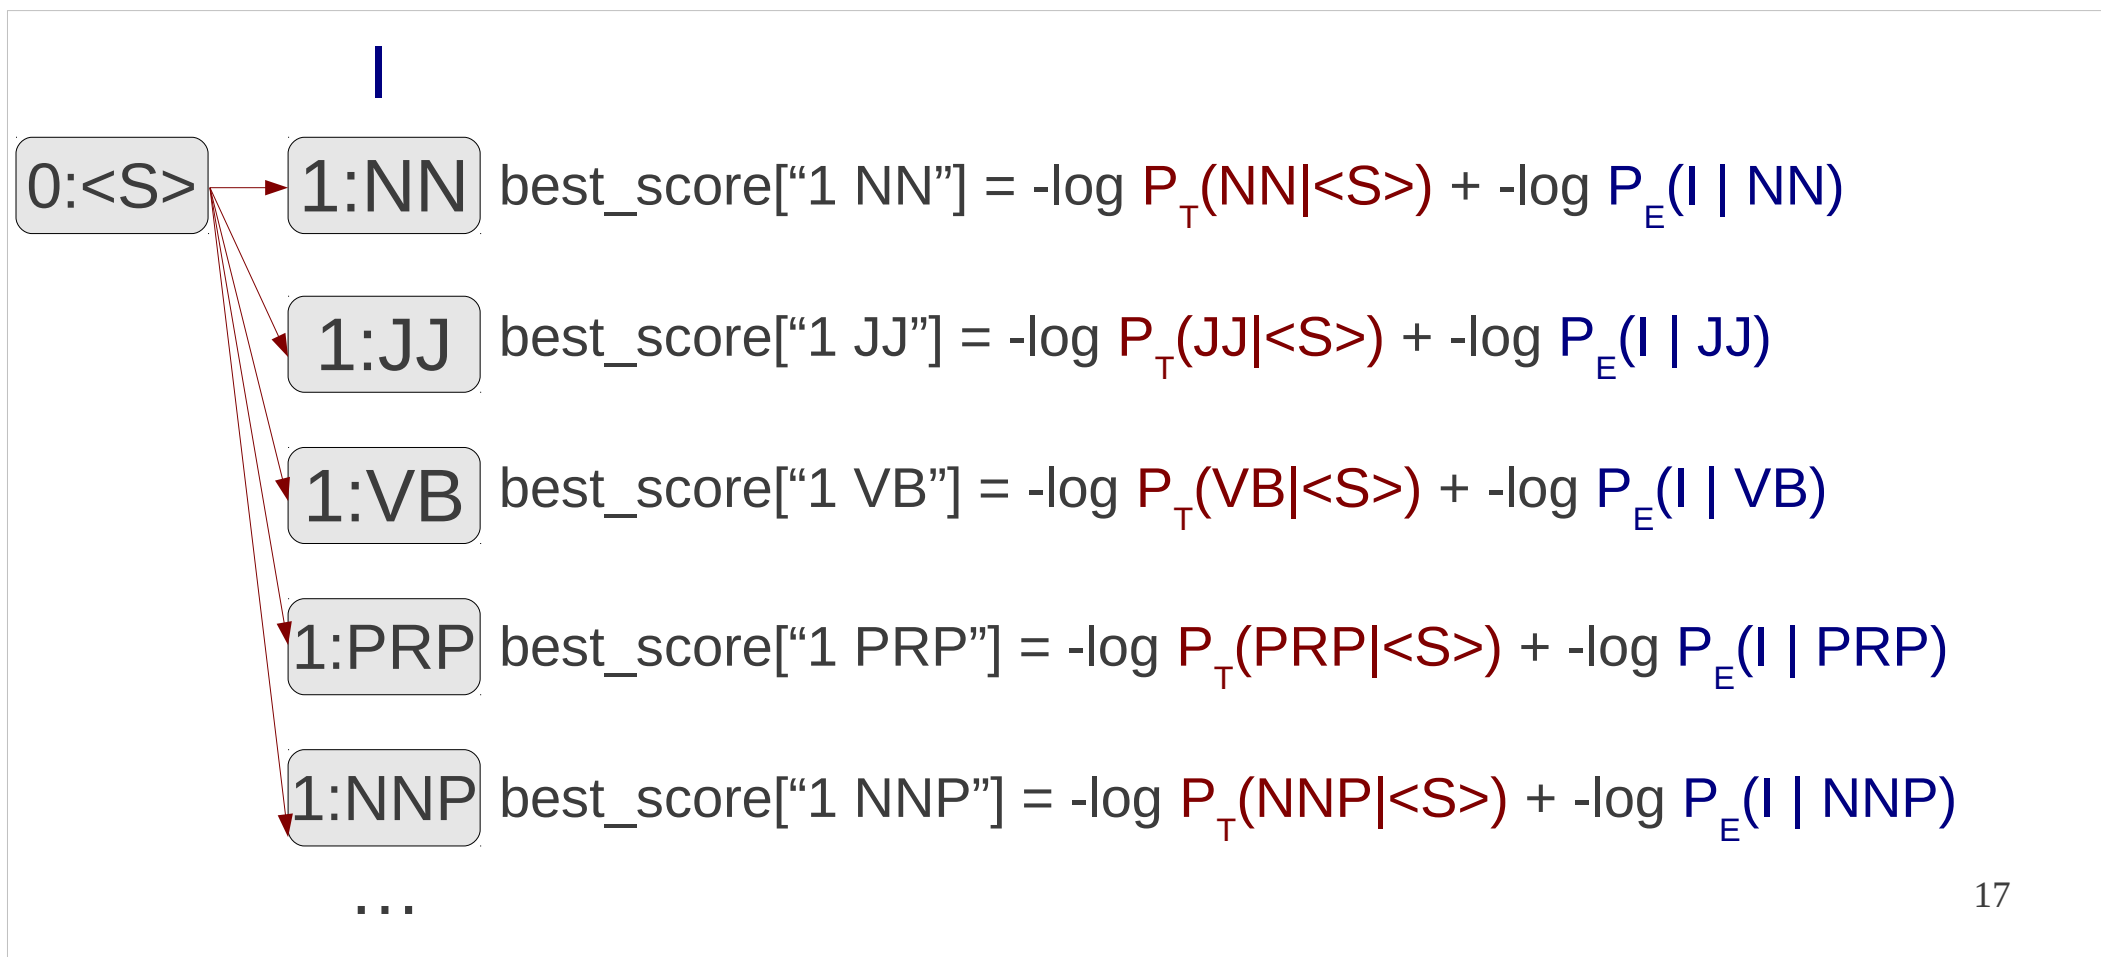 I
0:<S> 1:NN best_score[“1 NN”] = -log P_T(NN|<S>) + -log P_E(I | NN)
1:JJ best_score[“1 JJ”] = -log P_T(JJ|<S>) + -log P_E(I | JJ)
1:VB best_score[“1 VB”] = -log P_T(VB|<S>) + -log P_E(I | VB)
1:PRP best_score[“1 PRP”] = -log P_T(PRP|<S>) + -log P_E(I | PRP)
1:NNP best_score[“1 NNP”] = -log P_T(NNP|<S>) + -log P_E(I | NNP)
…
17